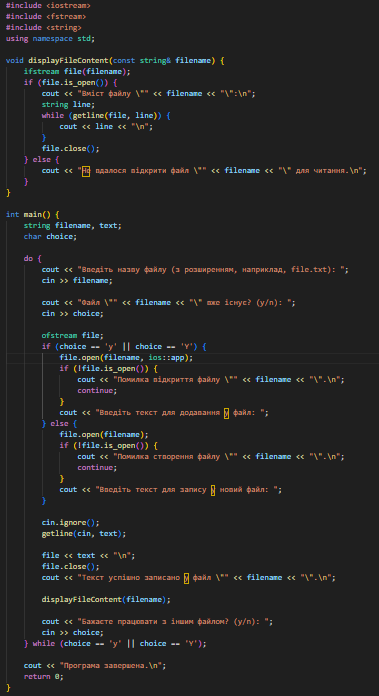 #include <iostream>
#include <fstream>
#include <string>
using namespace std;

void displayFileContent(const string& filename) {
    ifstream file(filename);
    if (file.is_open()) {
        cout << "Вміст файлу \"" << filename << "\":\n";
        string line;
        while (getline(file, line)) {
            cout << line << "\n";
        }
        file.close();
    } else {
        cout << "Не вдалося відкрити файл \"" << filename << "\" для читання.\n";
    }
}

int main() {
    string filename, text;
    char choice;

    do {
        cout << "Введіть назву файлу (з розширенням, наприклад, file.txt): ";
        cin >> filename;

        cout << "Файл \"" << filename << "\" вже існує? (y/n): ";
        cin >> choice;

        ofstream file;
        if (choice == 'y' || choice == 'Y') {
            file.open(filename, ios::app);
            if (!file.is_open()) {
                cout << "Помилка відкриття файлу \"" << filename << "\".\n";
                continue;
            }
            cout << "Введіть текст для додавання у файл: ";
        } else {
            file.open(filename);
            if (!file.is_open()) {
                cout << "Помилка створення файлу \"" << filename << "\".\n";
                continue;
            }
            cout << "Введіть текст для запису у новий файл: ";
        }

        cin.ignore();
        getline(cin, text);

        file << text << "\n";
        file.close();
        cout << "Текст успішно записано у файл \"" << filename << "\".\n";

        displayFileContent(filename);

        cout << "Бажаєте працювати з іншим файлом? (y/n): ";
        cin >> choice;
    } while (choice == 'y' || choice == 'Y');

    cout << "Програма завершена.\n";
    return 0;
}